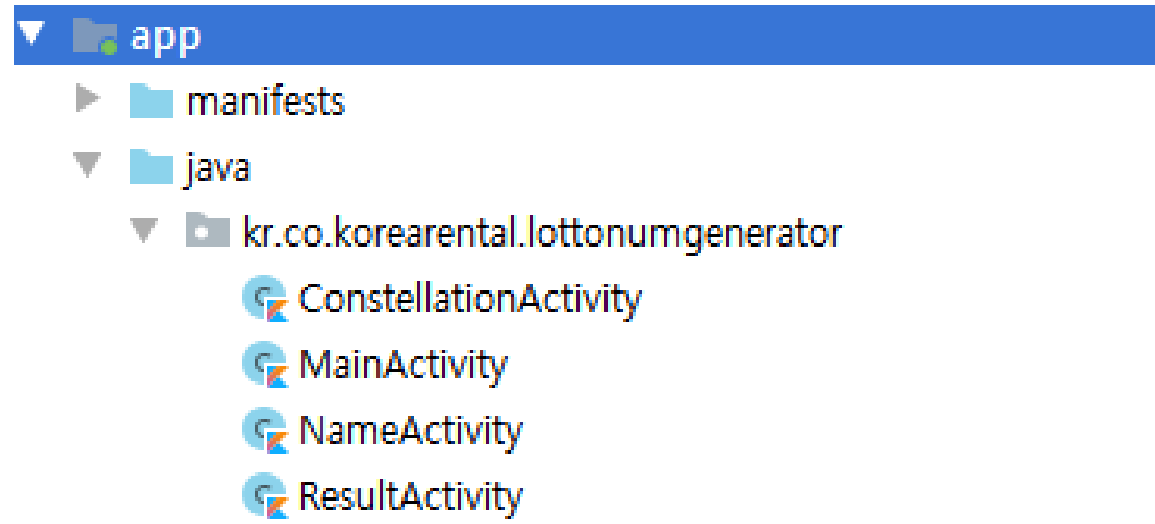 app
manifests
java
kr.co.korearental.lottonumgenerator
ConstellationActivity
MainActivity
NameActivity
ResultActivity